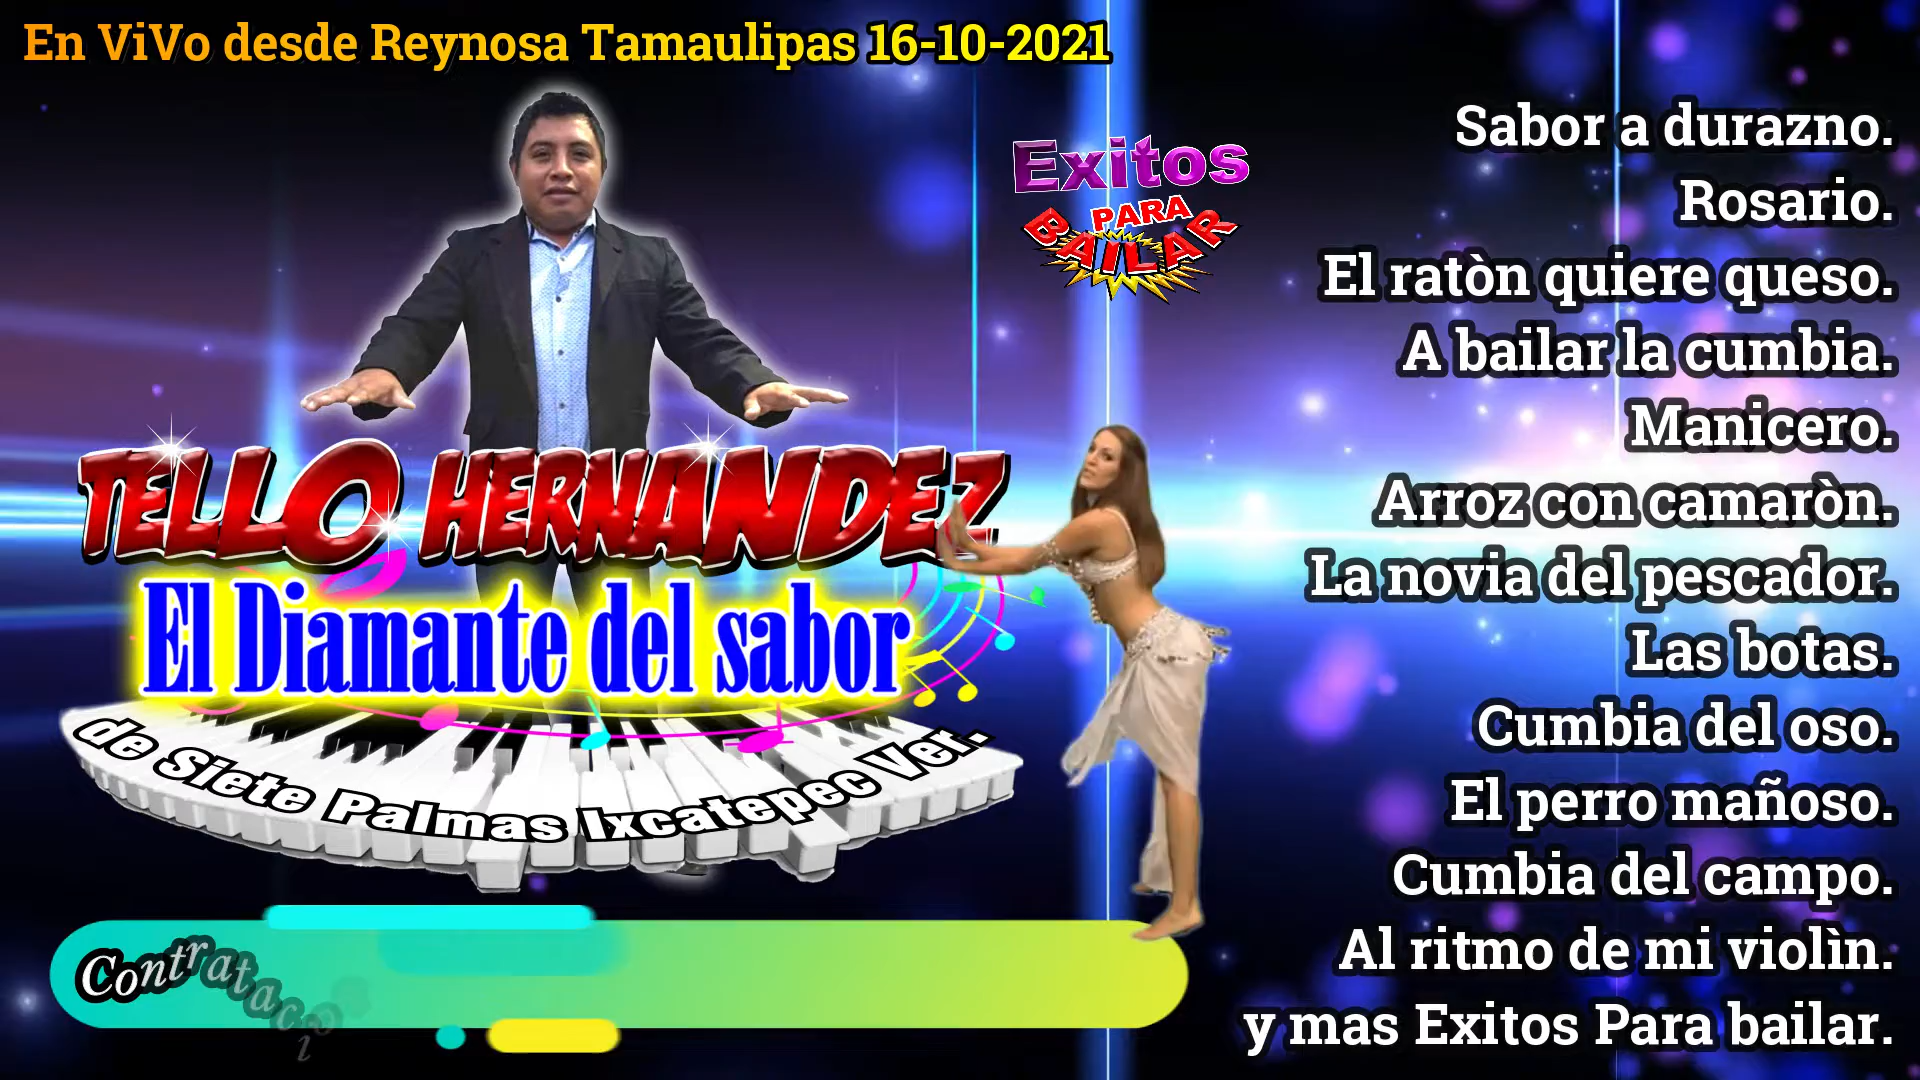 En ViVo desde Reynosa Tamaulipas 16-10-2021
Exitos
PARA
BAILAR
TELLO HERNANDEZ
El Diamante del sabor
de Siete Palmas Ixcatepec Ver.
Sabor a durazno.
Rosario.
El ratòn quiere queso.
A bailar la cumbia.
Manicero.
Arroz con camaròn.
La novia del pescador.
Las botas.
Cumbia del oso.
El perro mañoso.
Cumbia del campo.
Al ritmo de mi violìn.
y mas Exitos Para bailar.